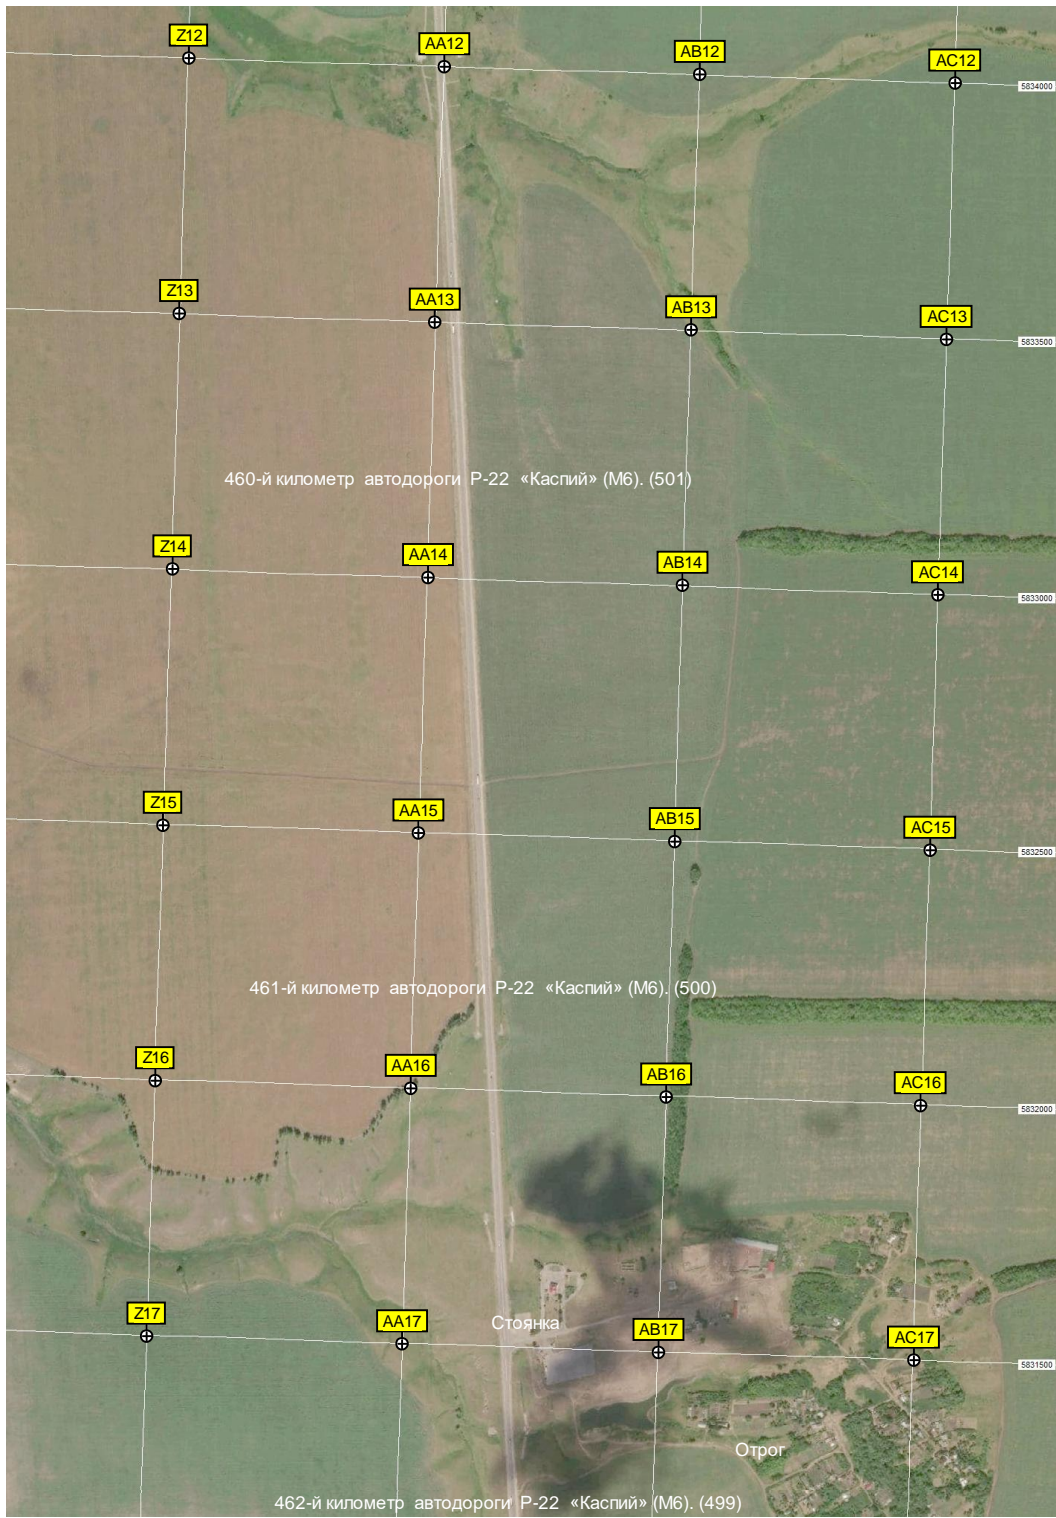 Z12
AA12
AB12
AC12
5834000
Z13
AA13
AB13
AC13
5833500
460-й километр автодороги Р-22 «Каспий» (М6). (501)
Z14
AA14
AB14
AC14
5833000
Z15
AA15
AB15
AC15
5832500
461-й километр автодороги Р-22 «Каспий» (М6). (500)
Z16
AA16
AB16
AC16
5832000
Z17
AA17
Стоянка
AB17
AC17
5831500
Отрог
462-й километр автодороги Р-22 «Каспий» (М6). (499)